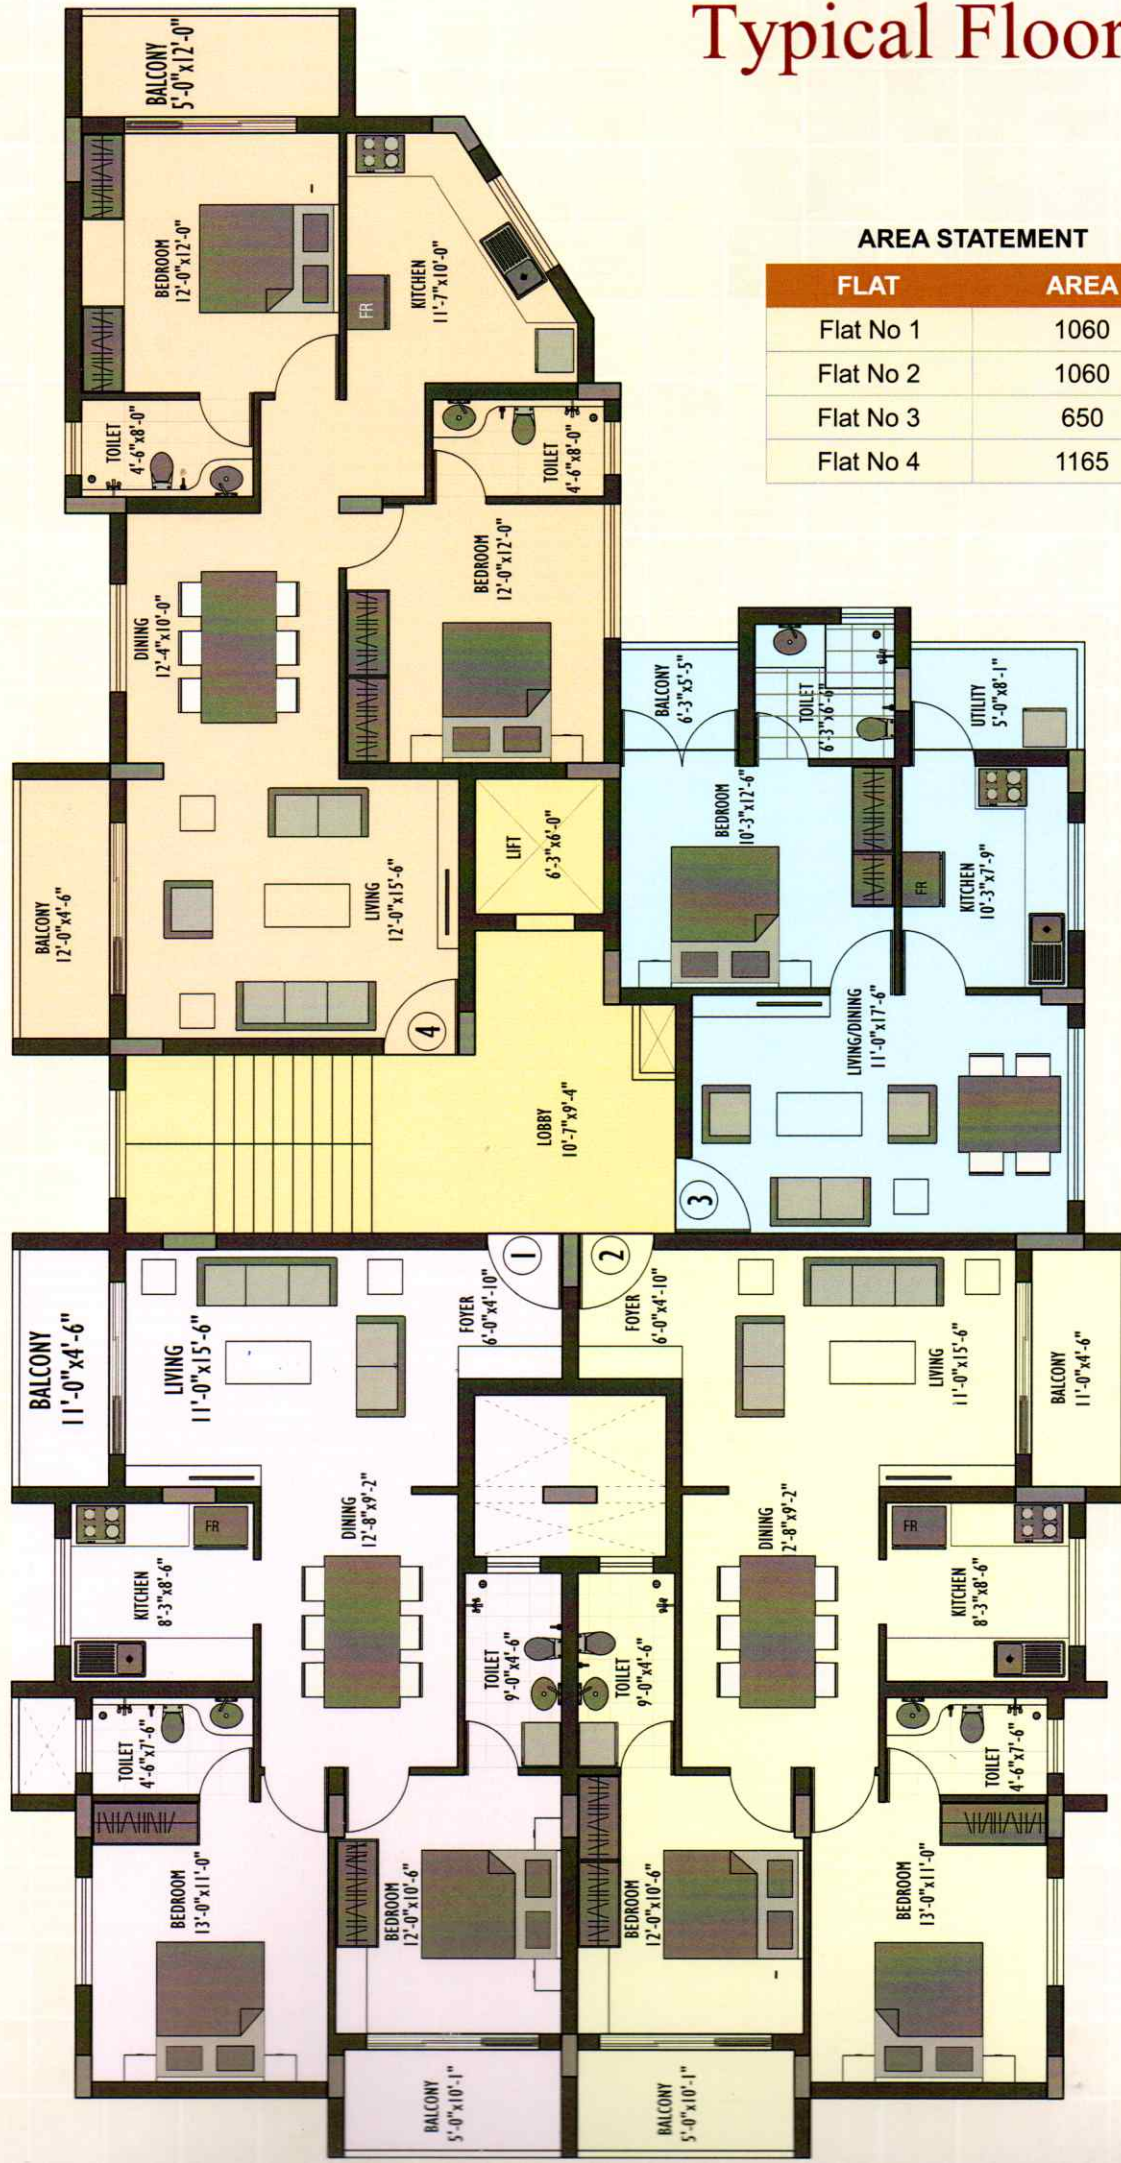 Typical Floor
AREA STATEMENT
FLAT AREA
Flat No 1 1060
Flat No 2 1060
Flat No 3 650
Flat No 4 1165
BALCONY
5'-0"x12'-0"
BEDROOM
12'-0"x12'-0"
KITCHEN
11'-7"x10'-0"
FR
TOILET
4'-6"x8'-0"
TOILET
4'-6"x8'-0"
DINING
12'-4"x10'-0"
BEDROOM
12'-0"x12'-0"
BALCONY
12'-0"x4'-6"
LIVING
12'-0"x15'-6"
4
LIFT
6'-3"x6'-0"
LOBBY
10'-7"x9'-4"
BALCONY
6'-3"x5'-5"
TOILET
6'-3"x6'-6"
UTILITY
5'-0"x8'-1"
BEDROOM
10'-3"x12'-6"
KITCHEN
10'-3"x7'-9"
FR
LIVING/DINING
11'-0"x17'-6"
3
BALCONY
11'-0"x4'-6"
LIVING
11'-0"x15'-6"
FOYER
6'-0"x4'-10"
1
2
FOYER
6'-0"x4'-10"
LIVING
11'-0"x15'-6"
BALCONY
11'-0"x4'-6"
KITCHEN
8'-3"x8'-6"
FR
DINING
12'-8"x9'-2"
DINING
2'-8"x9'-2"
KITCHEN
8'-3"x8'-6"
FR
TOILET
4'-6"x7'-6"
TOILET
9'-0"x4'-6"
TOILET
9'-0"x4'-6"
TOILET
4'-6"x7'-6"
BEDROOM
13'-0"x11'-0"
BEDROOM
12'-0"x10'-6"
BEDROOM
12'-0"x10'-6"
BEDROOM
13'-0"x11'-0"
BALCONY
5'-0"x10'-1"
BALCONY
5'-0"x10'-1"